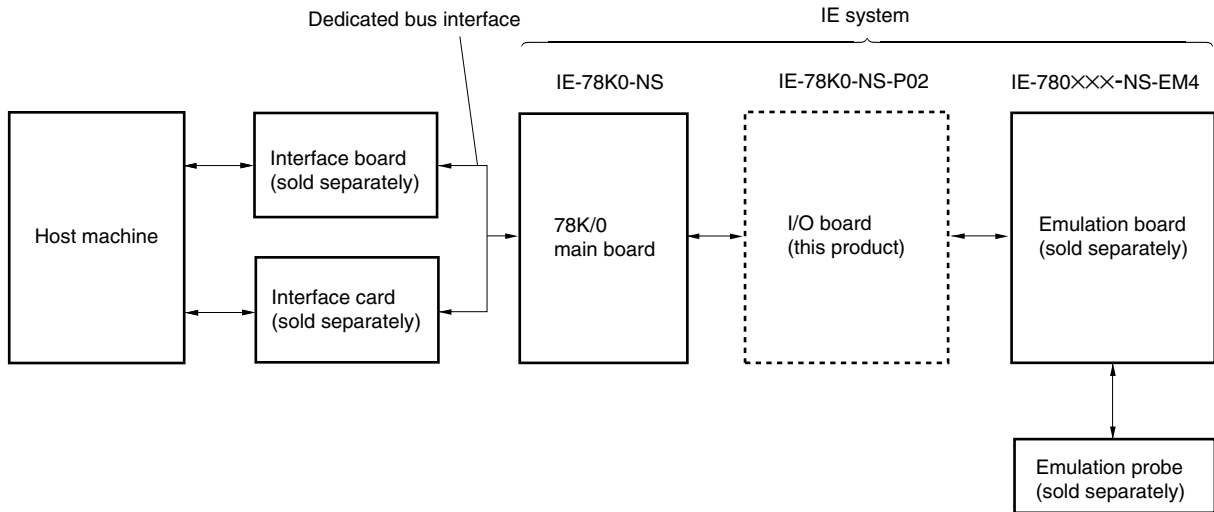 IE system
Dedicated bus interface
IE-78K0-NS
IE-78K0-NS-P02
IE-780×××-NS-EM4
Host machine
Interface board
(sold separately)
Interface card
(sold separately)
78K/0
main board
I/O board
(this product)
Emulation board
(sold separately)
Emulation probe
(sold separately)